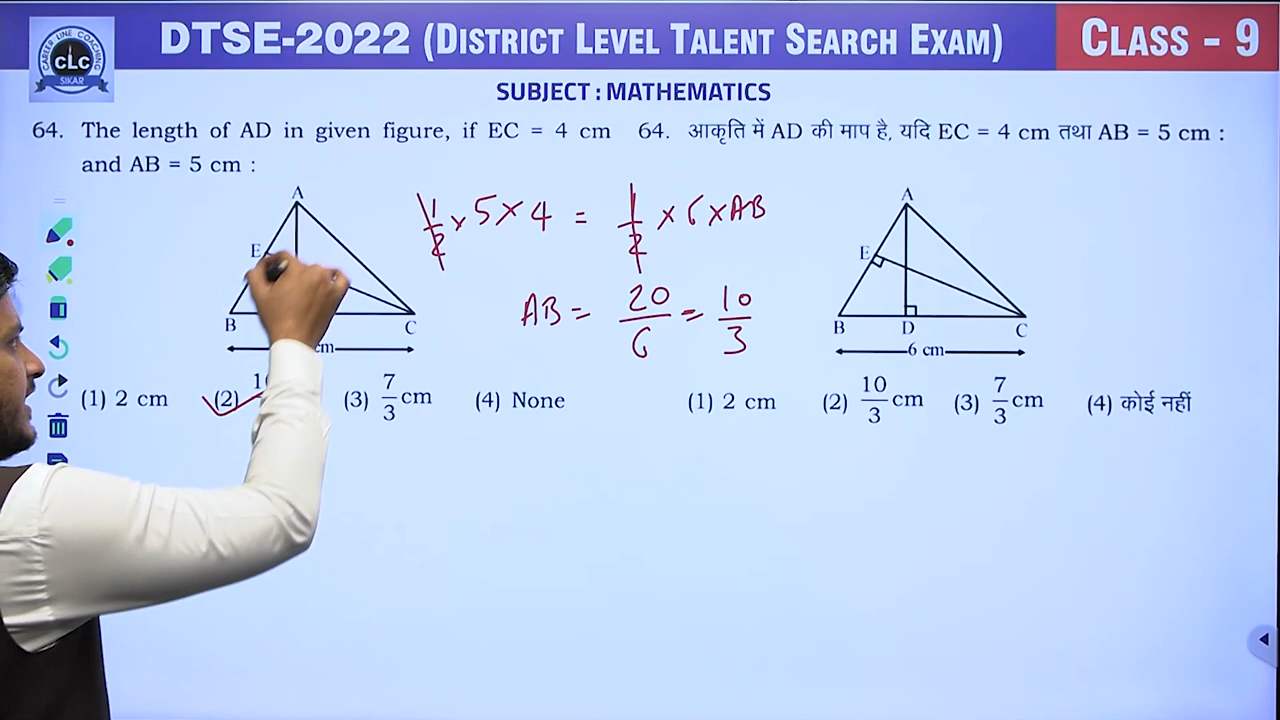 CAREER LINE COACHING
CLC
SIKAR
DTSE-2022 (DISTRICT LEVEL TALENT SEARCH EXAM)
CLASS - 9
SUBJECT : MATHEMATICS
64. The length of AD in given figure, if EC = 4 cm
and AB = 5 cm :
A
E
B
C
cm
(1) 2 cm
(2)
(3) 7/3 cm
(4) None
1/2 × 5 × 4 = 1/2 × 6 × AB
AB = 20/6 = 10/3
64. आकृति में AD की माप है, यदि EC = 4 cm तथा AB = 5 cm :
A
E
B
D
C
6 cm
(1) 2 cm
(2) 10/3 cm
(3) 7/3 cm
(4) कोई नहीं